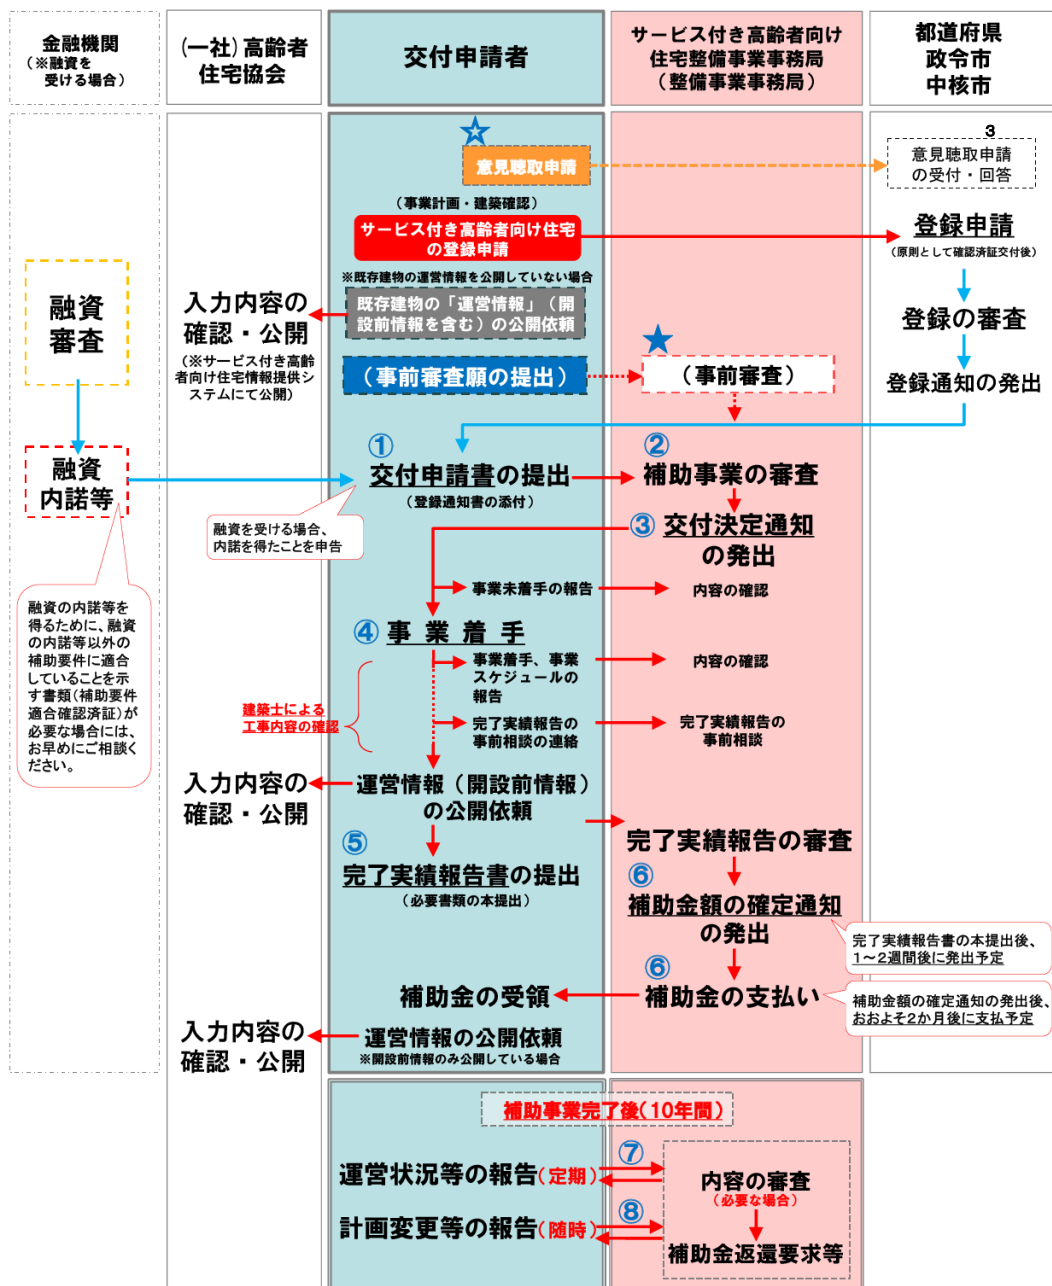 金融機関
（※融資を
受ける場合）
(一社)高齢者
住宅協会
交付申請者
サービス付き高齢者向け
住宅整備事業事務局
（整備事業事務局）
都道府県
政令市
中核市
☆
意見聴取申請
3
意見聴取申請
の受付・回答
（事業計画・建築確認）
サービス付き高齢者向け住宅
の登録申請
登録申請
（原則として確認済証交付後）
※既存建物の運営情報を公開していない場合
既存建物の「運営情報」（開
設前情報を含む）の公開依頼
入力内容の
確認・公開
（※サービス付き高齢
者向け住宅情報提供シ
ステムにて公開）
融資
審査
登録の審査
★
（事前審査願の提出）
（事前審査）
登録通知の発出
①
交付申請書の提出
（登録通知書の添付）
②
補助事業の審査
融資
内諾等
融資を受ける場合、
内諾を得たことを申告
③
交付決定通知
の発出
融資の内諾等を
得るために、融資
の内諾等以外の
補助要件に適合
していることを示
す書類（補助要件
適合確認済証）が
必要な場合には、
お早めにご相談く
ださい。
事業未着手の報告
内容の確認
④
事業着手
事業着手、事業
スケジュールの
報告
内容の確認
建築士による
工事内容の確認
完了実績報告の
事前相談の連絡
完了実績報告の
事前相談
入力内容の
確認・公開
運営情報（開設前情報）
の公開依頼
完了実績報告の審査
⑤
完了実績報告書の提出
（必要書類の本提出）
⑥
補助金額の確定通知
の発出
完了実績報告書の本提出後、
1～2週間後に発出予定
⑥
補助金の支払い
補助金の受領
補助金額の確定通知の発出後、
おおよそ2か月後に支払予定
入力内容の
確認・公開
運営情報の公開依頼
※開設前情報のみ公開している場合
補助事業完了後（10年間）
⑦
運営状況等の報告（定期）
内容の審査
（必要な場合）
⑧
計画変更等の報告（随時）
補助金返還要求等